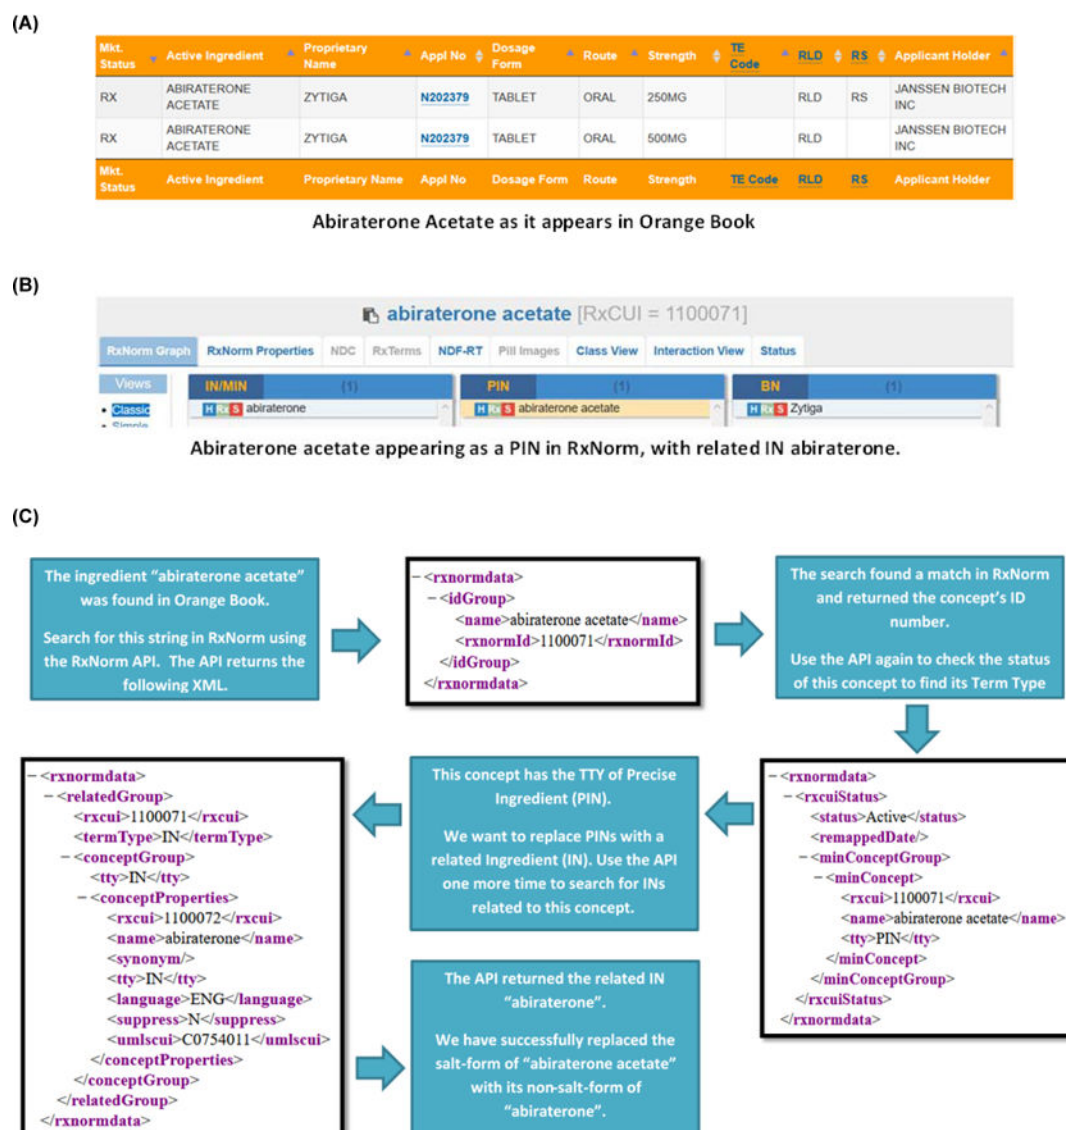 (A)
Mkt. Status Active Ingredient Proprietary Name Appl No Dosage Form Route Strength TE Code RLD RS Applicant Holder
RX ABIRATERONE ACETATE ZYTIGA N202379 TABLET ORAL 250MG RLD RS JANSSEN BIOTECH INC
RX ABIRATERONE ACETATE ZYTIGA N202379 TABLET ORAL 500MG RLD JANSSEN BIOTECH INC
Mkt. Status Active Ingredient Proprietary Name Appl No Dosage Form Route Strength TE Code RLD RS Applicant Holder
Abiraterone Acetate as it appears in Orange Book
(B)
abiraterone acetate [RxCUI = 1100071]
RxNorm Graph RxNorm Properties NDC RxTerms NDF-RT Pill Images Class View Interaction View Status
Views IN/MIN (1) PIN (1) BN (1)
• Classic H Rx S abiraterone H Rx S abiraterone acetate H Rx S Zytiga
• Simple
Abiraterone acetate appearing as a PIN in RxNorm, with related IN abiraterone.
(C)
The ingredient “abiraterone acetate”
was found in Orange Book.
Search for this string in RxNorm using
the RxNorm API. The API returns the
following XML.
– <rxnormdata>
– <idGroup>
<name>abiraterone acetate</name>
<rxnormId>1100071</rxnormId>
</idGroup>
</rxnormdata>
The search found a match in RxNorm
and returned the concept’s ID
number.
Use the API again to check the status
of this concept to find its Term Type
– <rxnormdata>
– <rxcuiStatus>
<status>Active</status>
<remappedDate/>
– <minConceptGroup>
– <minConcept>
<rxcui>1100071</rxcui>
<name>abiraterone acetate</name>
<tty>PIN</tty>
</minConcept>
</minConceptGroup>
</rxcuiStatus>
</rxnormdata>
This concept has the TTY of Precise
Ingredient (PIN).
We want to replace PINs with a
related Ingredient (IN). Use the API
one more time to search for INs
related to this concept.
– <rxnormdata>
– <relatedGroup>
<rxcui>1100071</rxcui>
<termType>IN</termType>
– <conceptGroup>
<tty>IN</tty>
– <conceptProperties>
<rxcui>1100072</rxcui>
<name>abiraterone</name>
<synonym/>
<tty>IN</tty>
<language>ENG</language>
<suppress>N</suppress>
<umlscui>C0754011</umlscui>
</conceptProperties>
</conceptGroup>
</relatedGroup>
</rxnormdata>
The API returned the related IN
“abiraterone”.
We have successfully replaced the
salt-form of “abiraterone acetate”
with its non-salt-form of
“abiraterone”.